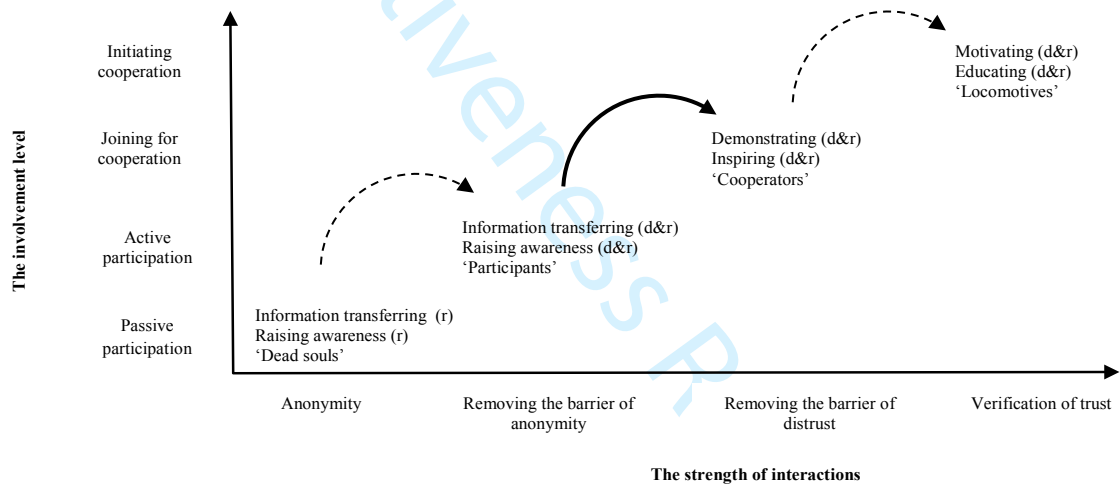 Initiating
cooperation
Motivating (d&r)
Educating (d&r)
‘Locomotives’
Joining for
cooperation
Demonstrating (d&r)
Inspiring (d&r)
‘Cooperators’
The involvement level
Active
participation
Information transferring (d&r)
Raising awareness (d&r)
‘Participants’
Passive
participation
Information transferring (r)
Raising awareness (r)
‘Dead souls’
Anonymity
Removing the barrier of
anonymity
Removing the barrier of
distrust
Verification of trust
The strength of interactions
tiveness R